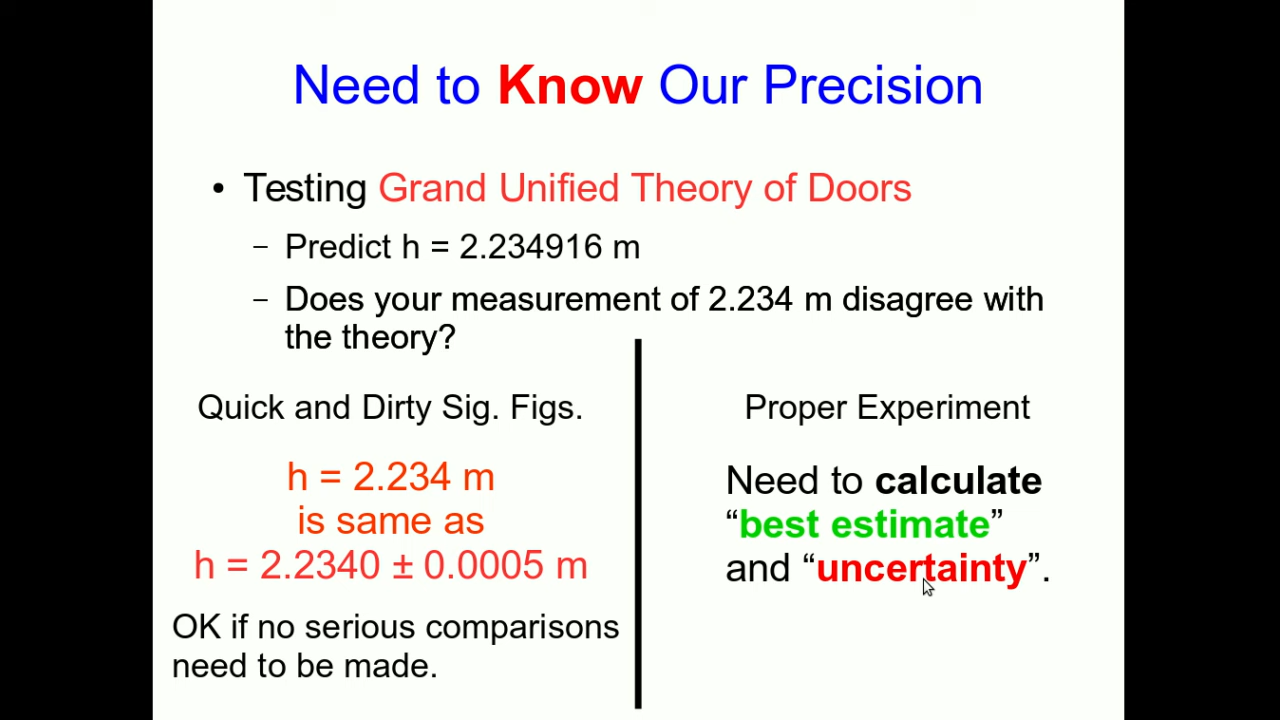 Need to Know Our Precision
• Testing Grand Unified Theory of Doors
– Predict h = 2.234916 m
– Does your measurement of 2.234 m disagree with
the theory?
Quick and Dirty Sig. Figs.
h = 2.234 m
is same as
h = 2.2340 ± 0.0005 m
OK if no serious comparisons
need to be made.
Proper Experiment
Need to calculate
“best estimate”
and “uncertainty”.